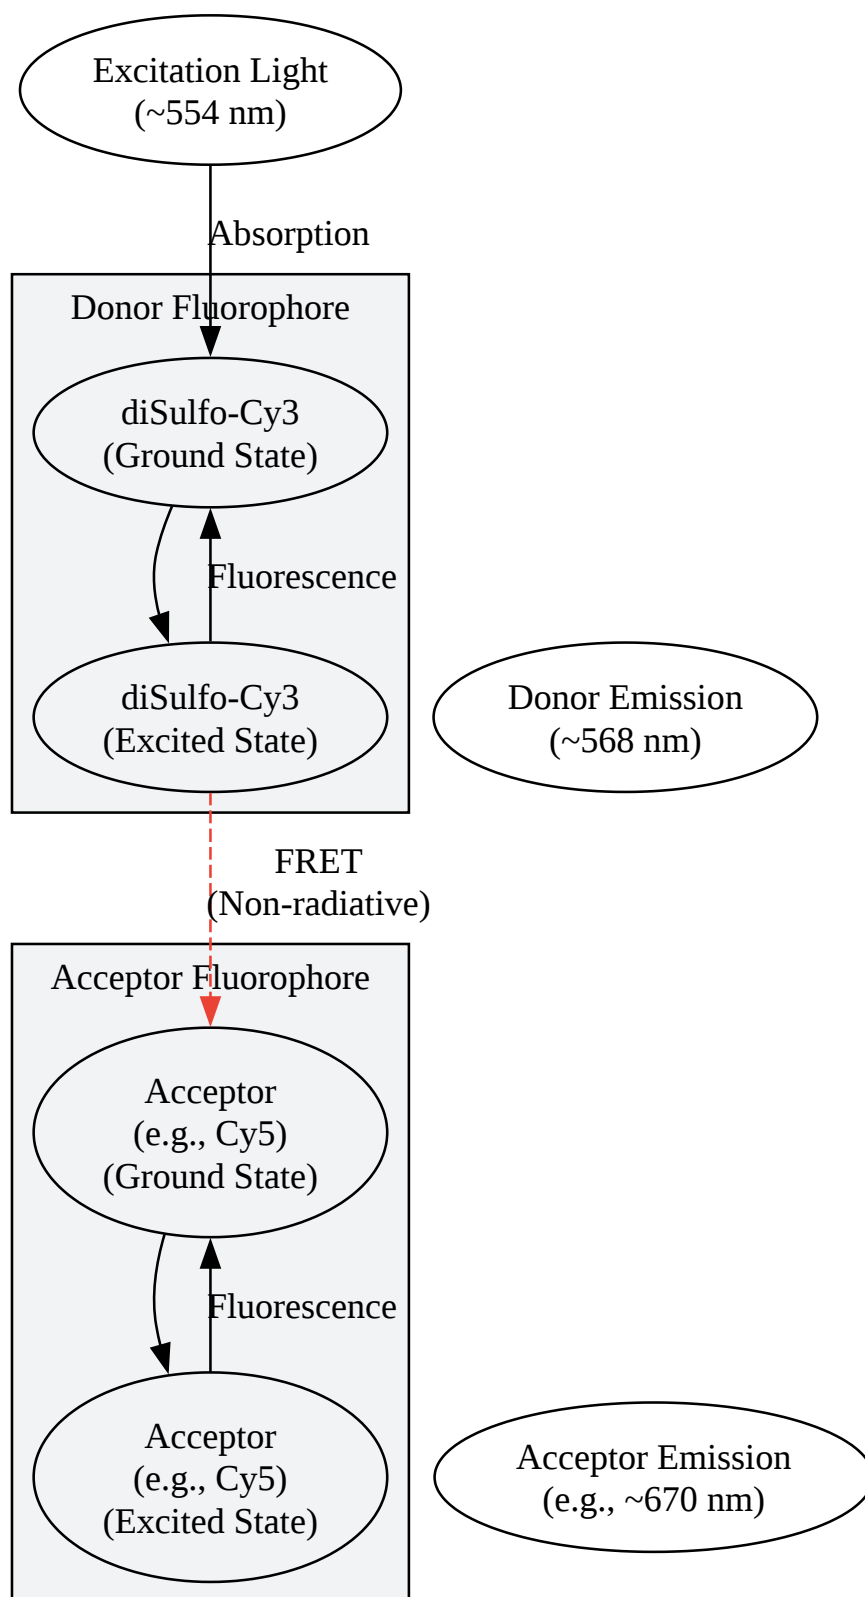 Excitation Light
(~554 nm)
Absorption
Donor Fluorophore
diSulfo-Cy3
(Ground State)
Fluorescence
diSulfo-Cy3
(Excited State)
Donor Emission
(~568 nm)
FRET
(Non-radiative)
Acceptor Fluorophore
Acceptor
(e.g., Cy5)
(Ground State)
Fluorescence
Acceptor
(e.g., Cy5)
(Excited State)
Acceptor Emission
(e.g., ~670 nm)